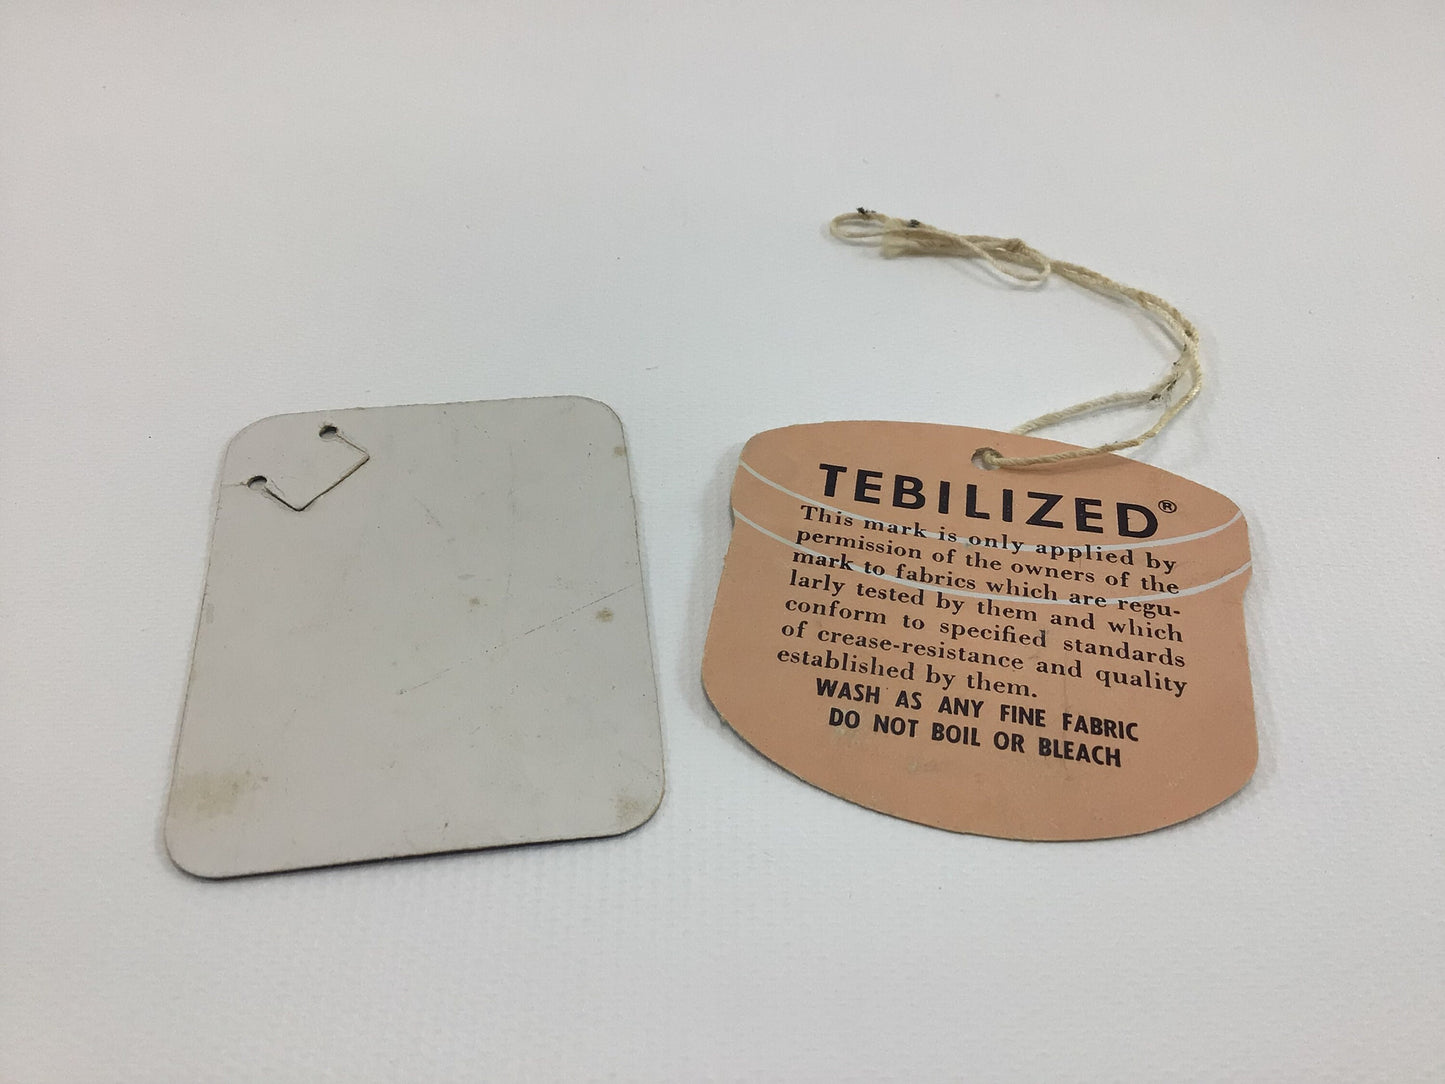 TEBILIZED®
This mark is only applied by
permission of the owners of the
mark to fabrics which are regu-
larly tested by them and which
conform to specified standards
of crease-resistance and quality
established by them.
WASH AS ANY FINE FABRIC
DO NOT BOIL OR BLEACH